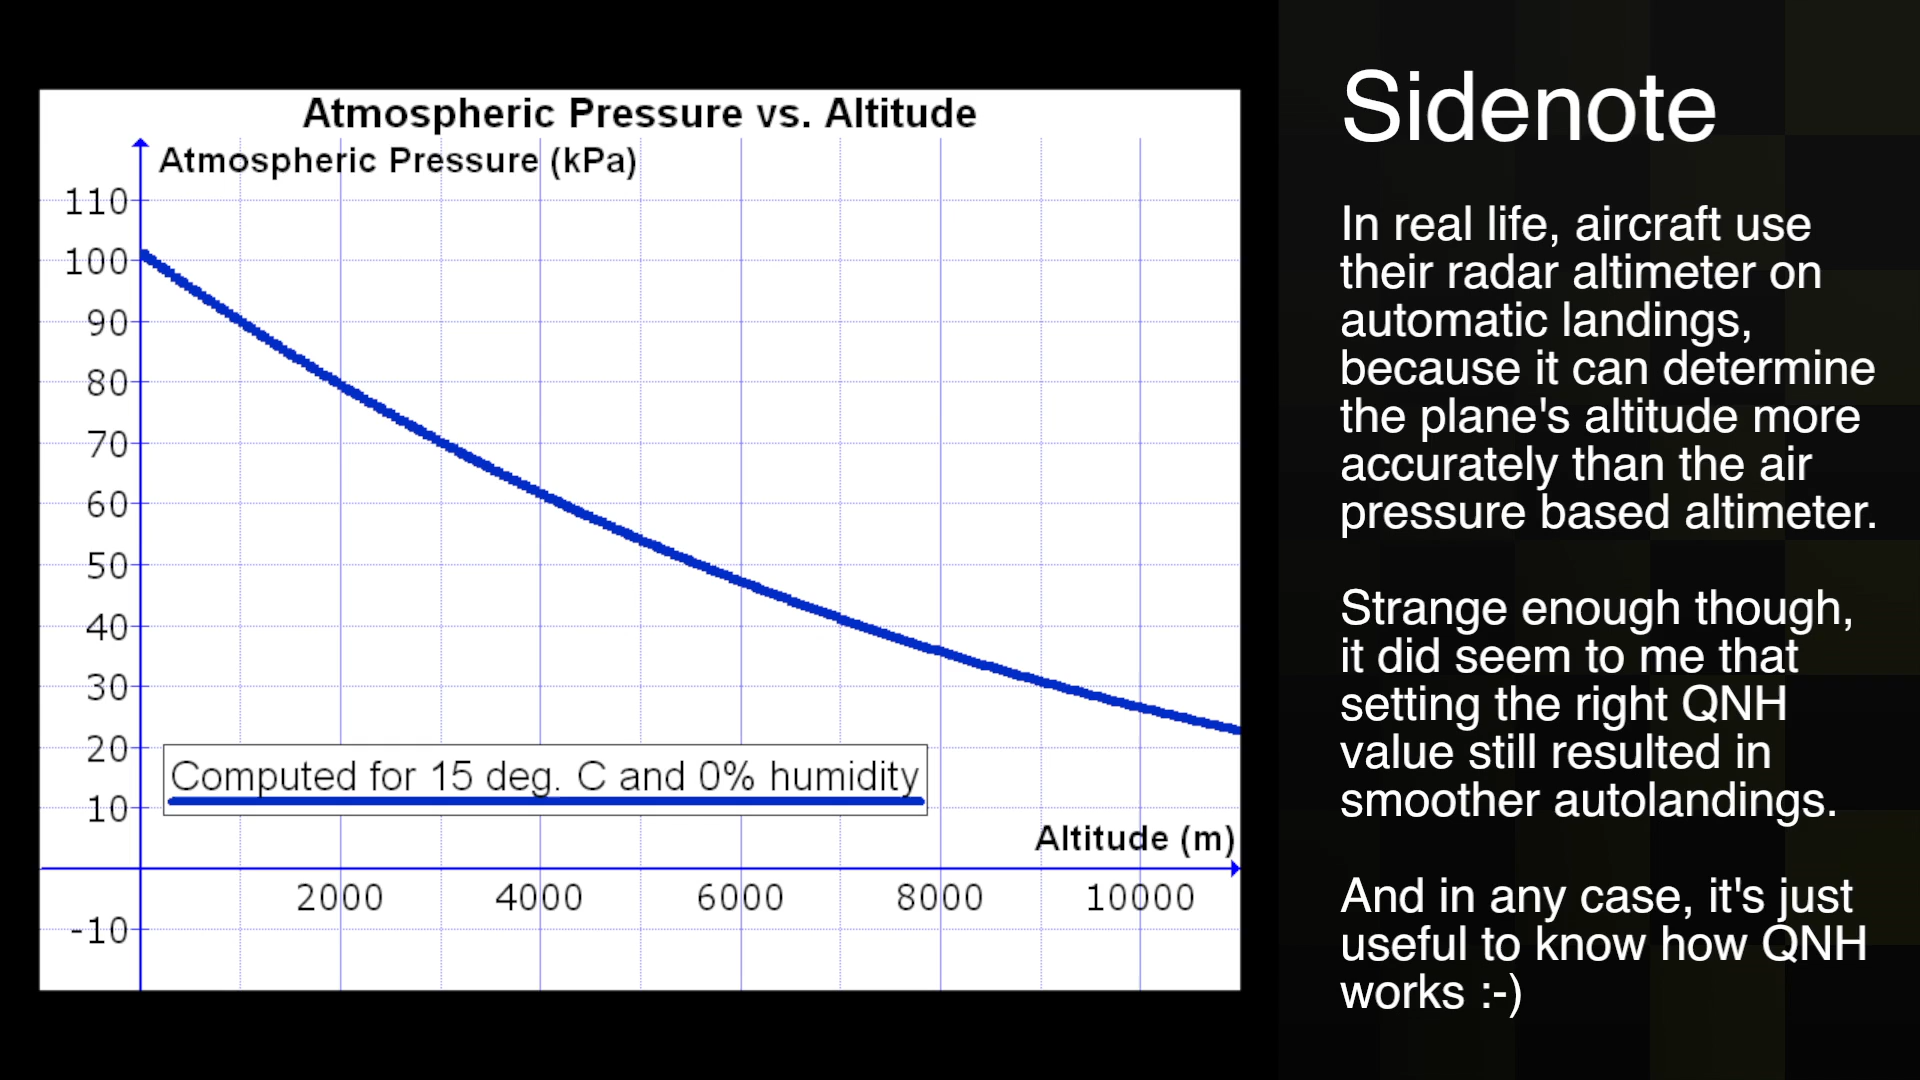 Atmospheric Pressure vs. Altitude
Atmospheric Pressure (kPa)
110
100
90
80
70
60
50
40
30
20
10
-10
Computed for 15 deg. C and 0% humidity
Altitude (m)
2000
4000
6000
8000
10000
Sidenote
In real life, aircraft use
their radar altimeter on
automatic landings,
because it can determine
the plane's altitude more
accurately than the air
pressure based altimeter.
Strange enough though,
it did seem to me that
setting the right QNH
value still resulted in
smoother autolandings.
And in any case, it's just
useful to know how QNH
works :-)